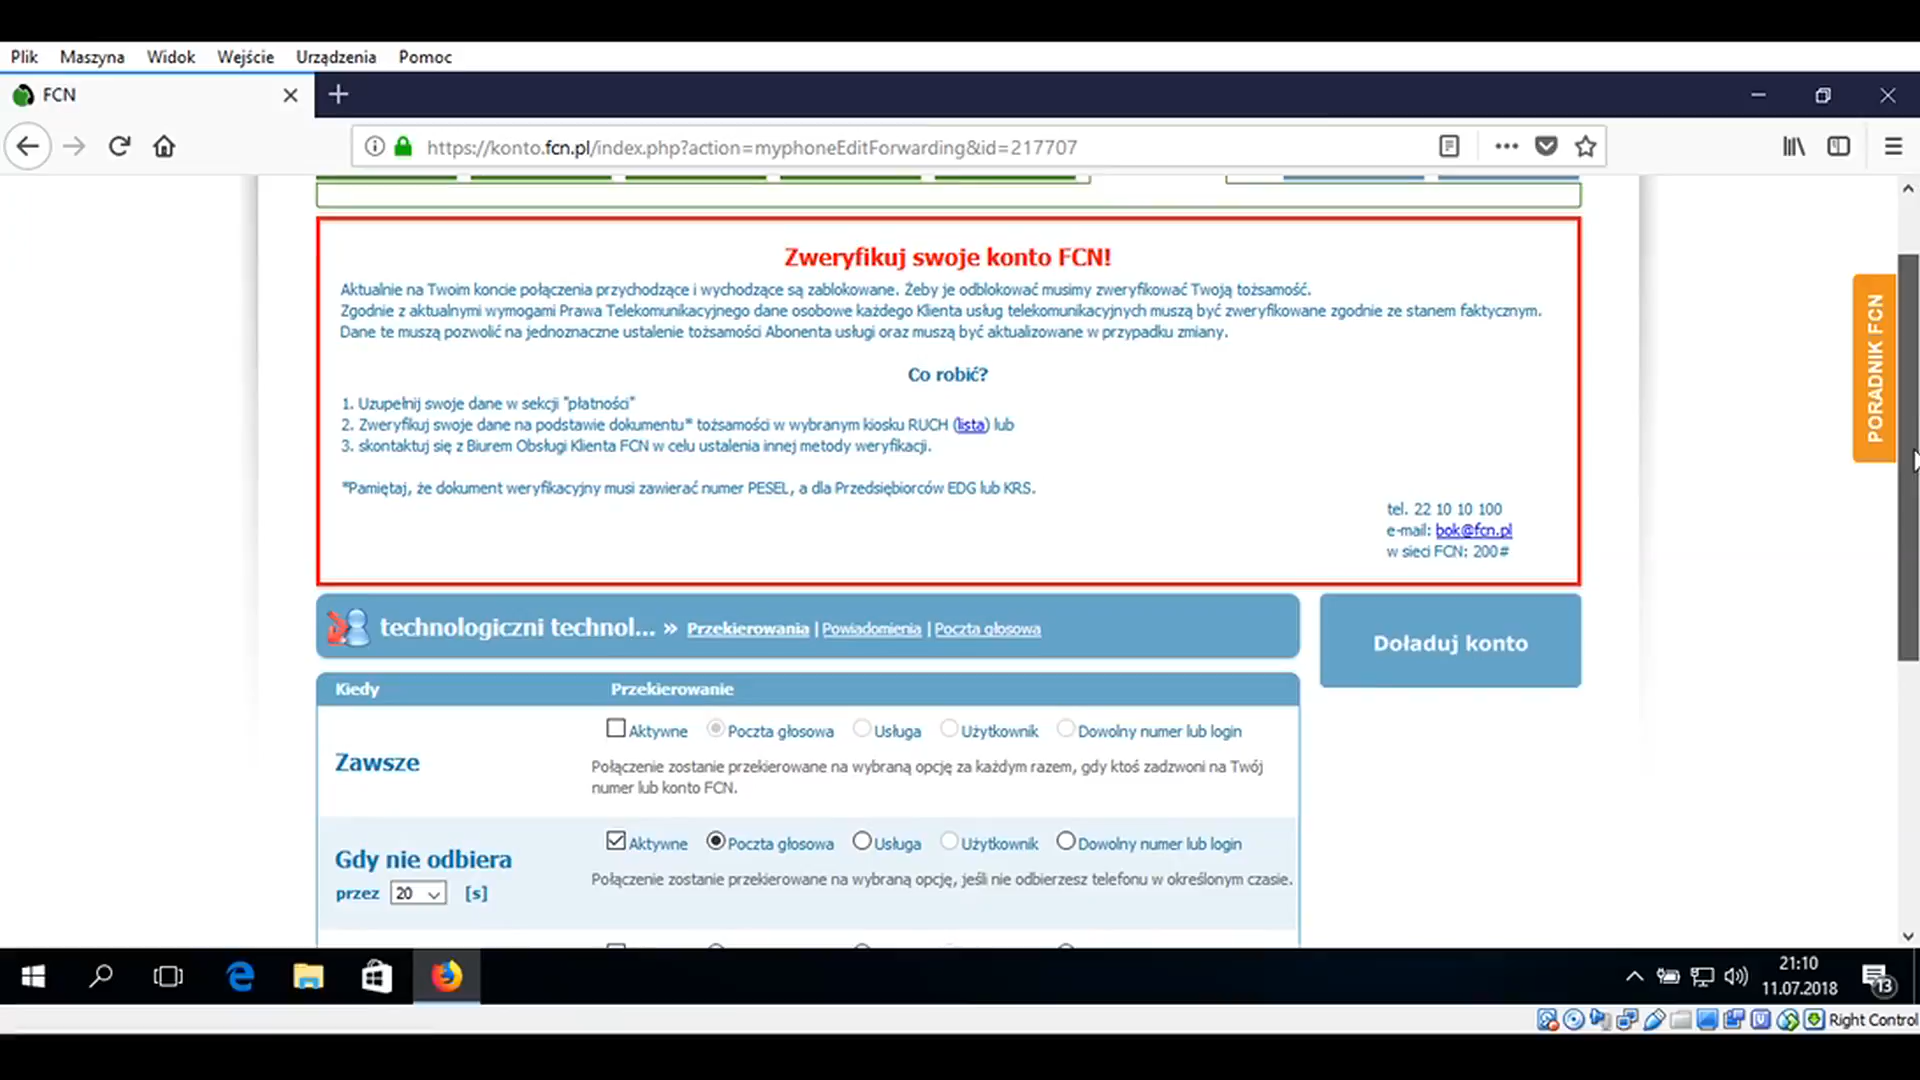 Plik Maszyna Widok Wejście Urządzenia Pomoc
FCN
https://konto.fcn.pl/index.php?action=myphoneEditForwarding&id=217707
Zweryfikuj swoje konto FCN!
Aktualnie na Twoim koncie połączenia przychodzące i wychodzące są zablokowane. Żeby je odblokować musimy zweryfikować Twoją tożsamość.
Zgodnie z aktualnymi wymogami Prawa Telekomunikacyjnego dane osobowe każdego Klienta usług telekomunikacyjnych muszą być zweryfikowane zgodnie ze stanem faktycznym.
Dane te muszą pozwolić na jednoznaczne ustalenie tożsamości Abonenta usługi oraz muszą być aktualizowane w przypadku zmiany.
Co robić?
1. Uzupełnij swoje dane w sekcji "płatności"
2. Zweryfikuj swoje dane na podstawie dokumentu* tożsamości w wybranym kiosku RUCH (lista) lub
3. skontaktuj się z Biurem Obsługi Klienta FCN w celu ustalenia innej metody weryfikacji.
*Pamiętaj, że dokument weryfikacyjny musi zawierać numer PESEL, a dla Przedsiębiorców EDG lub KRS.
tel. 22 10 10 100
e-mail: bok@fcn.pl
w sieci FCN: 200#
PORADNIK FCN
technologiczni technol... » Przekierowania | Powiadomienia | Poczta głosowa
Doładuj konto
Kiedy Przekierowanie
Zawsze
Aktywne Poczta głosowa Usługa Użytkownik Dowolny numer lub login
Połączenie zostanie przekierowane na wybraną opcję za każdym razem, gdy ktoś zadzwoni na Twój
numer lub konto FCN.
Gdy nie odbiera
przez 20 [s]
Aktywne Poczta głosowa Usługa Użytkownik Dowolny numer lub login
Połączenie zostanie przekierowane na wybraną opcję, jeśli nie odbierzesz telefonu w określonym czasie.
21:10
11.07.2018
13
Right Control